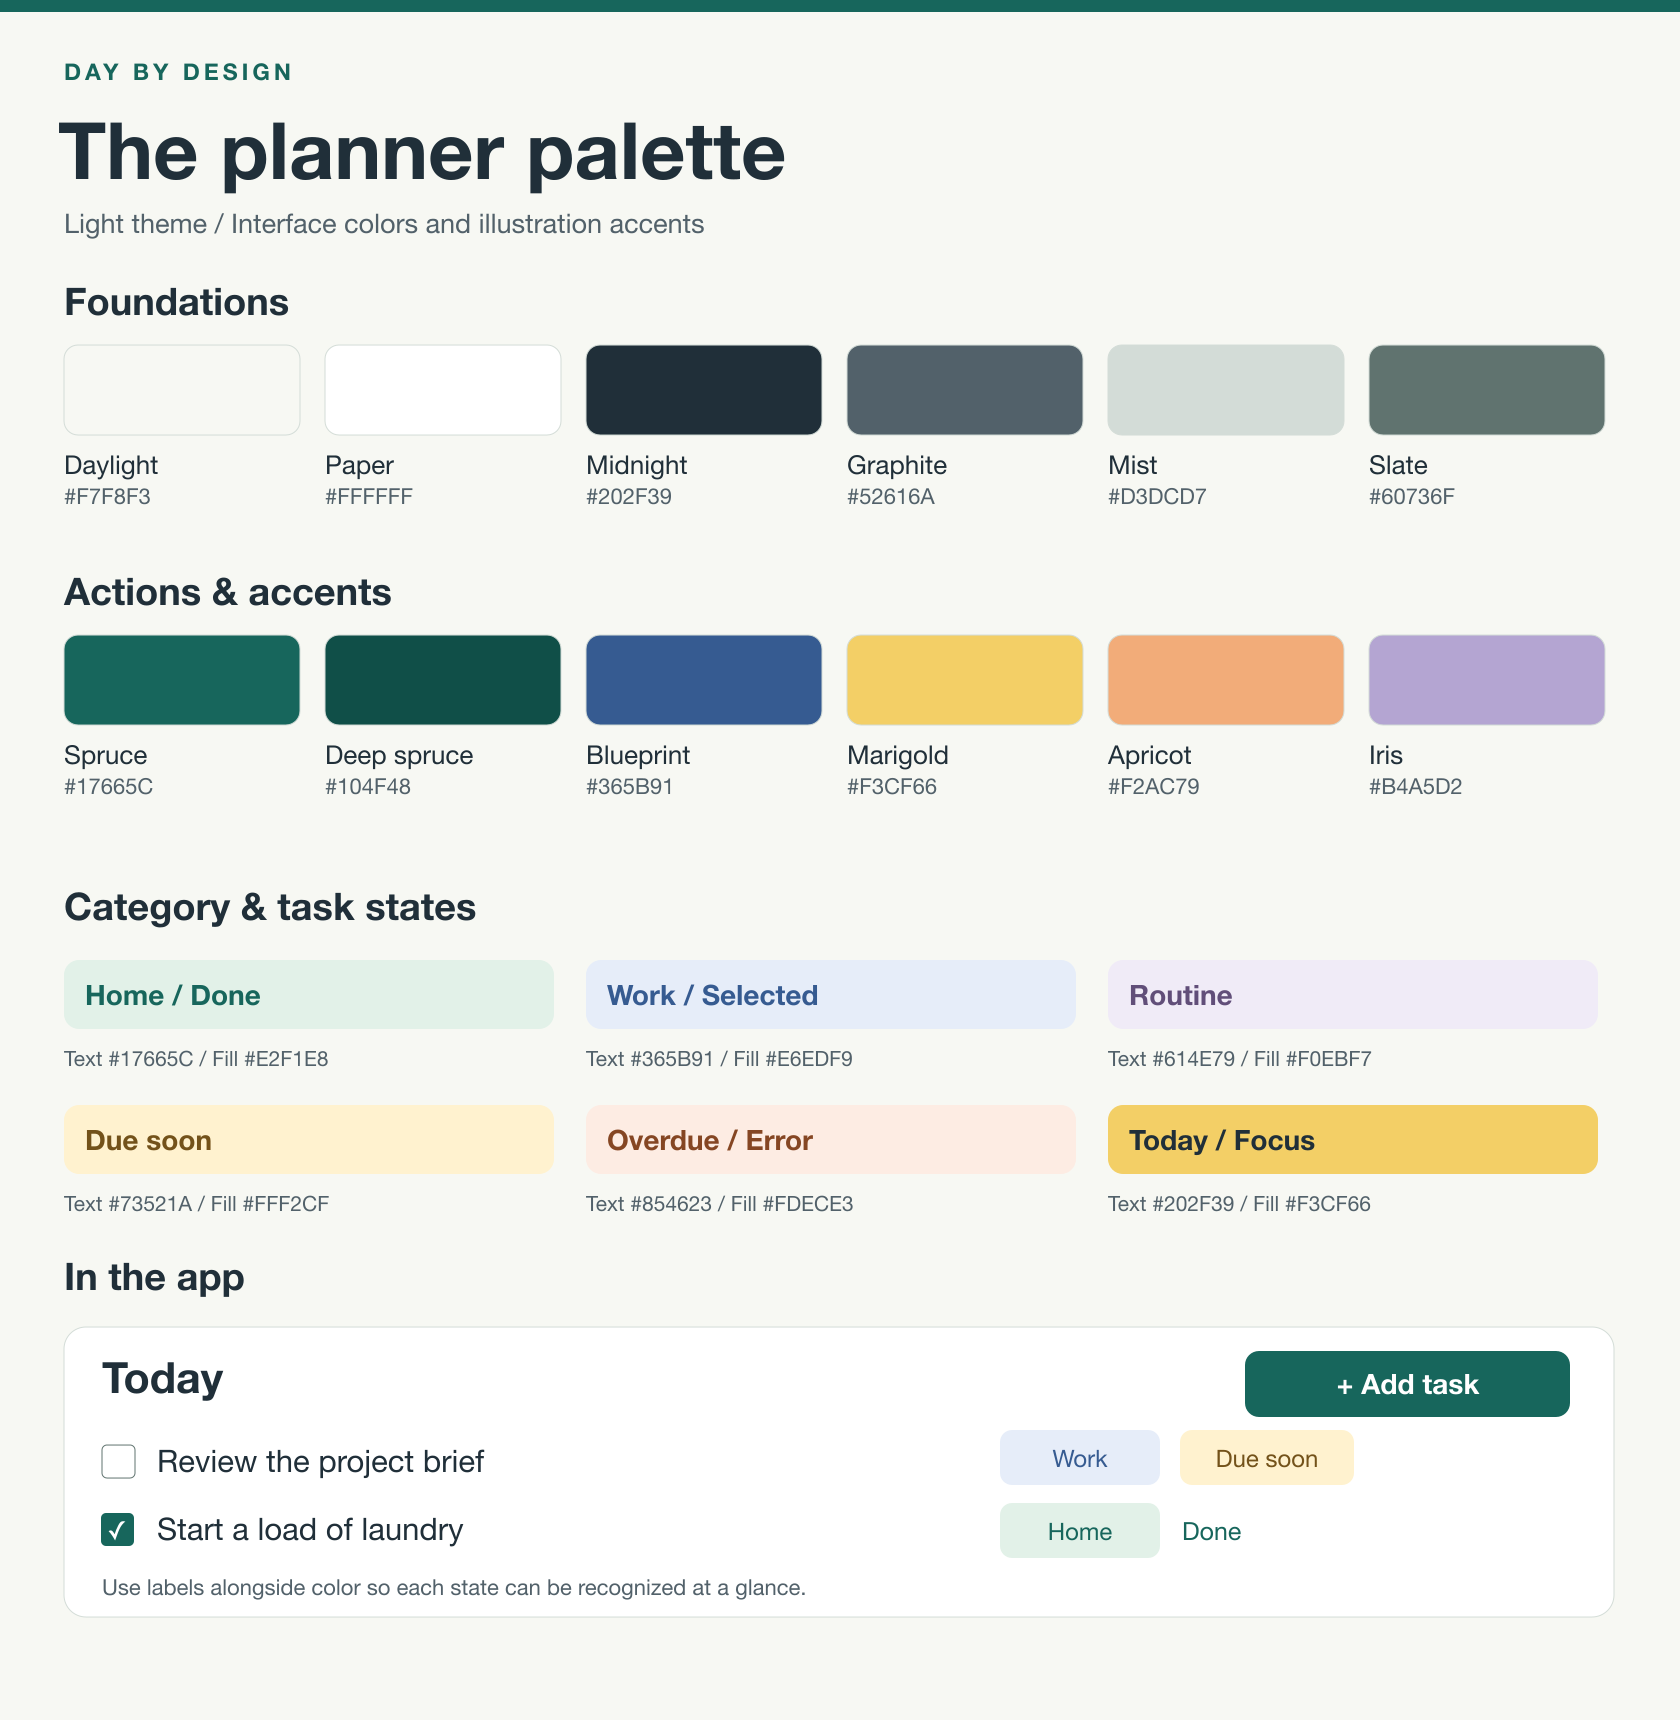 DAY BY DESIGN
The planner palette
Light theme / Interface colors and illustration accents
Foundations
Daylight
#F7F8F3
Paper
#FFFFFF
Midnight
#202F39
Graphite
#52616A
Mist
#D3DCD7
Slate
#60736F
Actions & accents
Spruce
#17665C
Deep spruce
#104F48
Blueprint
#365B91
Marigold
#F3CF66
Apricot
#F2AC79
Iris
#B4A5D2
Category & task states
Home / Done
Text #17665C / Fill #E2F1E8
Work / Selected
Text #365B91 / Fill #E6EDF9
Routine
Text #614E79 / Fill #F0EBF7
Due soon
Text #73521A / Fill #FFF2CF
Overdue / Error
Text #854623 / Fill #FDECE3
Today / Focus
Text #202F39 / Fill #F3CF66
In the app
Today
+ Add task
Review the project brief
Work
Due soon
Start a load of laundry
Home
Done
Use labels alongside color so each state can be recognized at a glance.